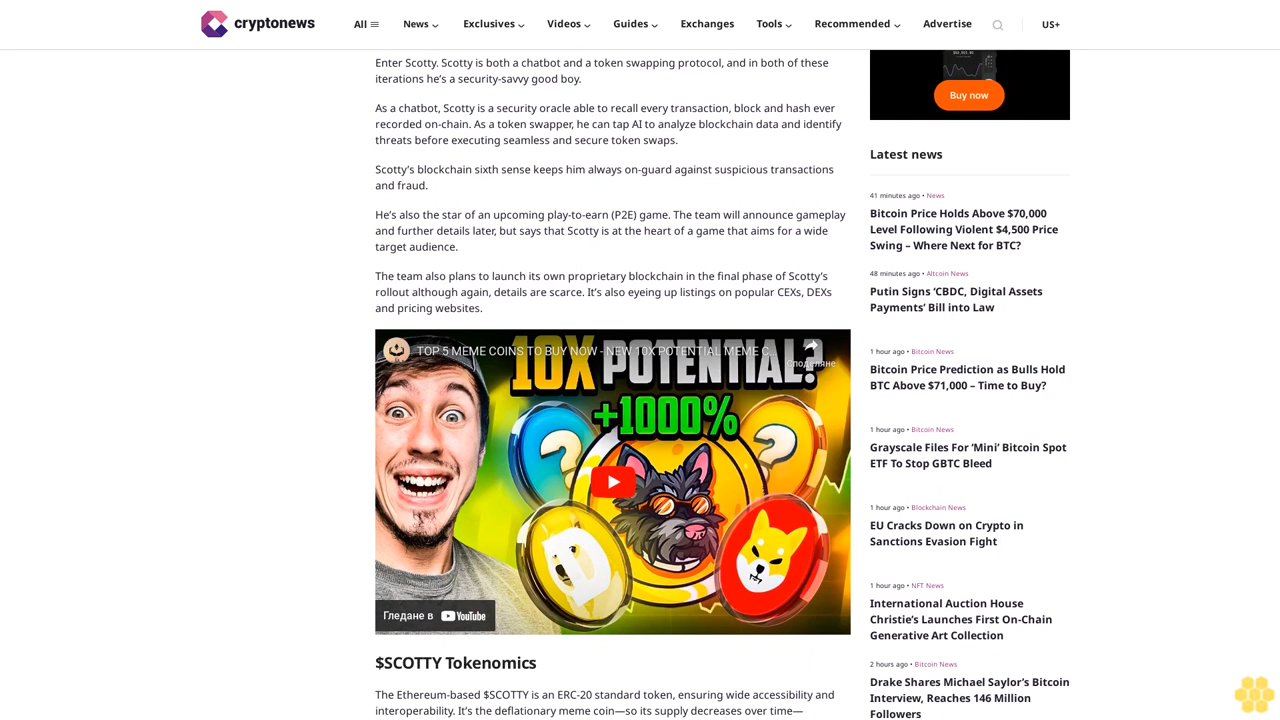 cryptonews
All
News
Exclusives
Videos
Guides
Exchanges
Tools
Recommended
Advertise
US+
Enter Scotty. Scotty is both a chatbot and a token swapping protocol, and in both of these
iterations he’s a security-savvy good boy.
As a chatbot, Scotty is a security oracle able to recall every transaction, block and hash ever
recorded on-chain. As a token swapper, he can tap AI to analyze blockchain data and identify
threats before executing seamless and secure token swaps.
Scotty’s blockchain sixth sense keeps him always on-guard against suspicious transactions
and fraud.
He’s also the star of an upcoming play-to-earn (P2E) game. The team will announce gameplay
and further details later, but says that Scotty is at the heart of a game that aims for a wide
target audience.
The team also plans to launch its own proprietary blockchain in the final phase of Scotty’s
rollout although again, details are scarce. It’s also eyeing up listings on popular CEXs, DEXs
and pricing websites.
TOP 5 MEME COINS TO BUY NOW - NEW 10X POTENTIAL MEME C...
Споделяне
10X POTENTIAL?
+1000%
Гледане в YouTube
$SCOTTY Tokenomics
The Ethereum-based $SCOTTY is an ERC-20 standard token, ensuring wide accessibility and
interoperability. It’s the deflationary meme coin—so its supply decreases over time—
Buy now
Latest news
41 minutes ago • News
Bitcoin Price Holds Above $70,000
Level Following Violent $4,500 Price
Swing – Where Next for BTC?
48 minutes ago • Altcoin News
Putin Signs ‘CBDC, Digital Assets
Payments’ Bill into Law
1 hour ago • Bitcoin News
Bitcoin Price Prediction as Bulls Hold
BTC Above $71,000 – Time to Buy?
1 hour ago • Bitcoin News
Grayscale Files For ‘Mini’ Bitcoin Spot
ETF To Stop GBTC Bleed
1 hour ago • Blockchain News
EU Cracks Down on Crypto in
Sanctions Evasion Fight
1 hour ago • NFT News
International Auction House
Christie’s Launches First On-Chain
Generative Art Collection
2 hours ago • Bitcoin News
Drake Shares Michael Saylor’s Bitcoin
Interview, Reaches 146 Million
Followers